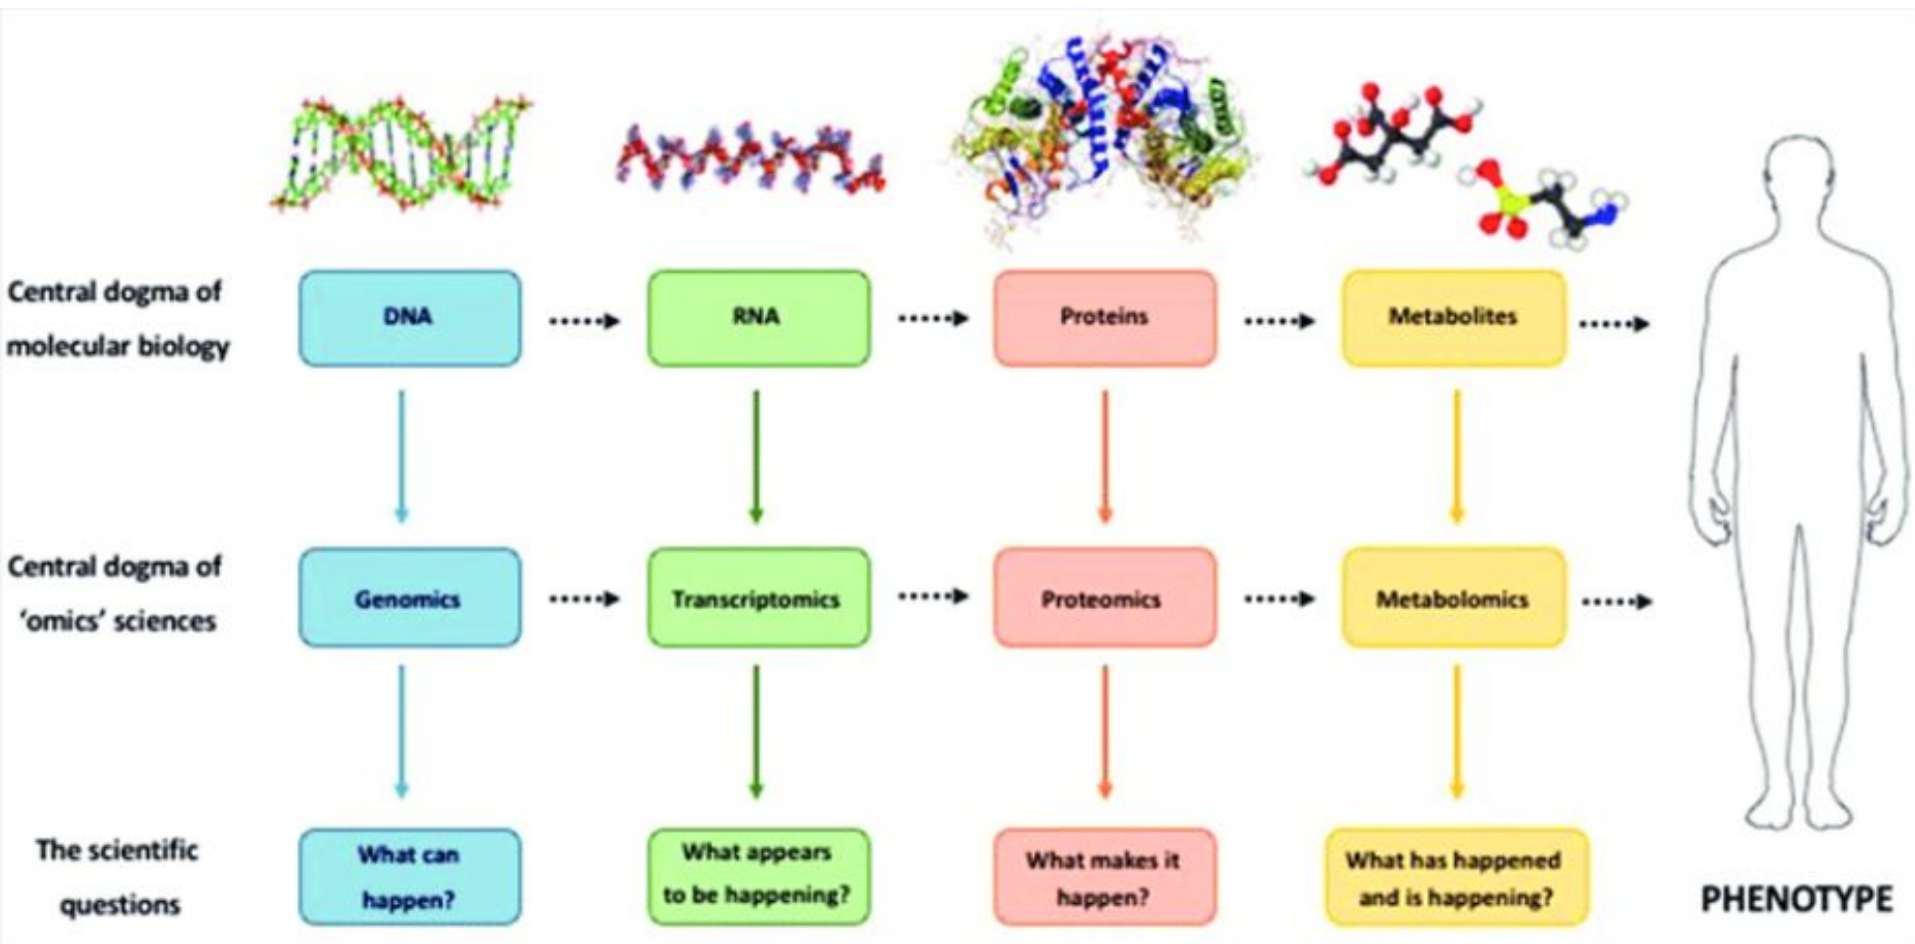 Central dogma of
molecular biology
DNA
RNA
Proteins
Metabolites
Central dogma of
‘omics’ sciences
Genomics
Transcriptomics
Proteomics
Metabolomics
The scientific
questions
What can
happen?
What appears
to be happening?
What makes it
happen?
What has happened
and is happening?
PHENOTYPE